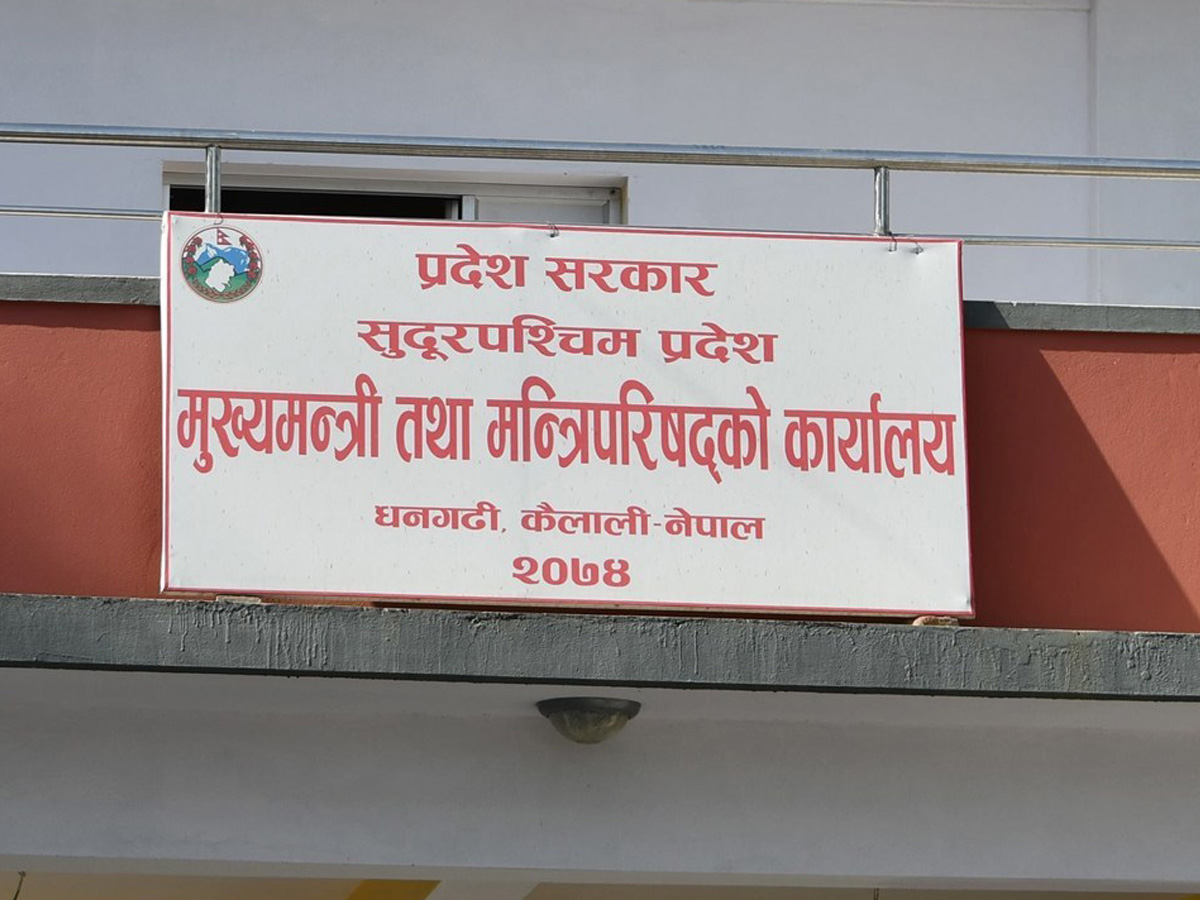 प्रदेश सरकार
सुदूरपश्चिम प्रदेश
मुख्यमन्त्री तथा मन्त्रिपरिषद्को कार्यालय
धनगढी, कैलाली-नेपाल
२०७४